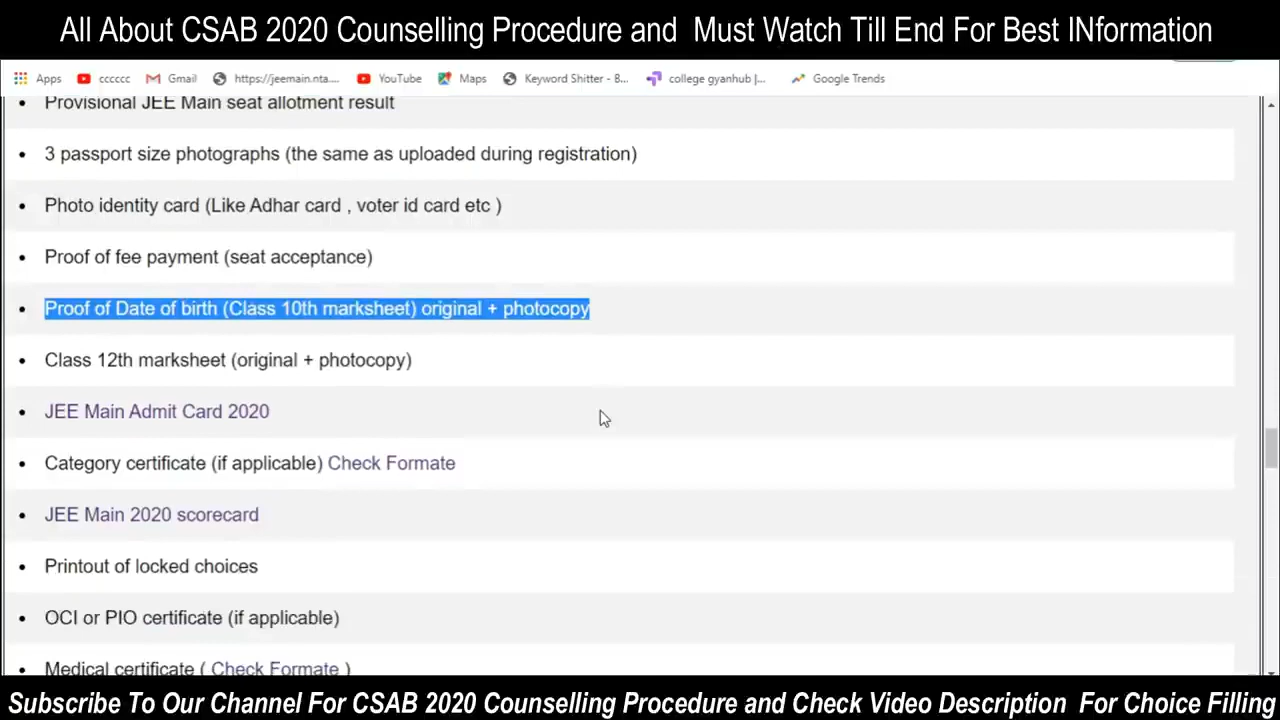 All About CSAB 2020 Counselling Procedure and Must Watch Till End For Best INformation
Apps cccccc Gmail https://jeemain.nta.... YouTube Maps Keyword Shitter - B... college gyanhub |... Google Trends
Provisional JEE Main seat allotment result
3 passport size photographs (the same as uploaded during registration)
Photo identity card (Like Adhar card , voter id card etc )
Proof of fee payment (seat acceptance)
Proof of Date of birth (Class 10th marksheet) original + photocopy
Class 12th marksheet (original + photocopy)
JEE Main Admit Card 2020
Category certificate (if applicable) Check Formate
JEE Main 2020 scorecard
Printout of locked choices
OCI or PIO certificate (if applicable)
Medical certificate ( Check Formate )
Subscribe To Our Channel For CSAB 2020 Counselling Procedure and Check Video Description For Choice Filling